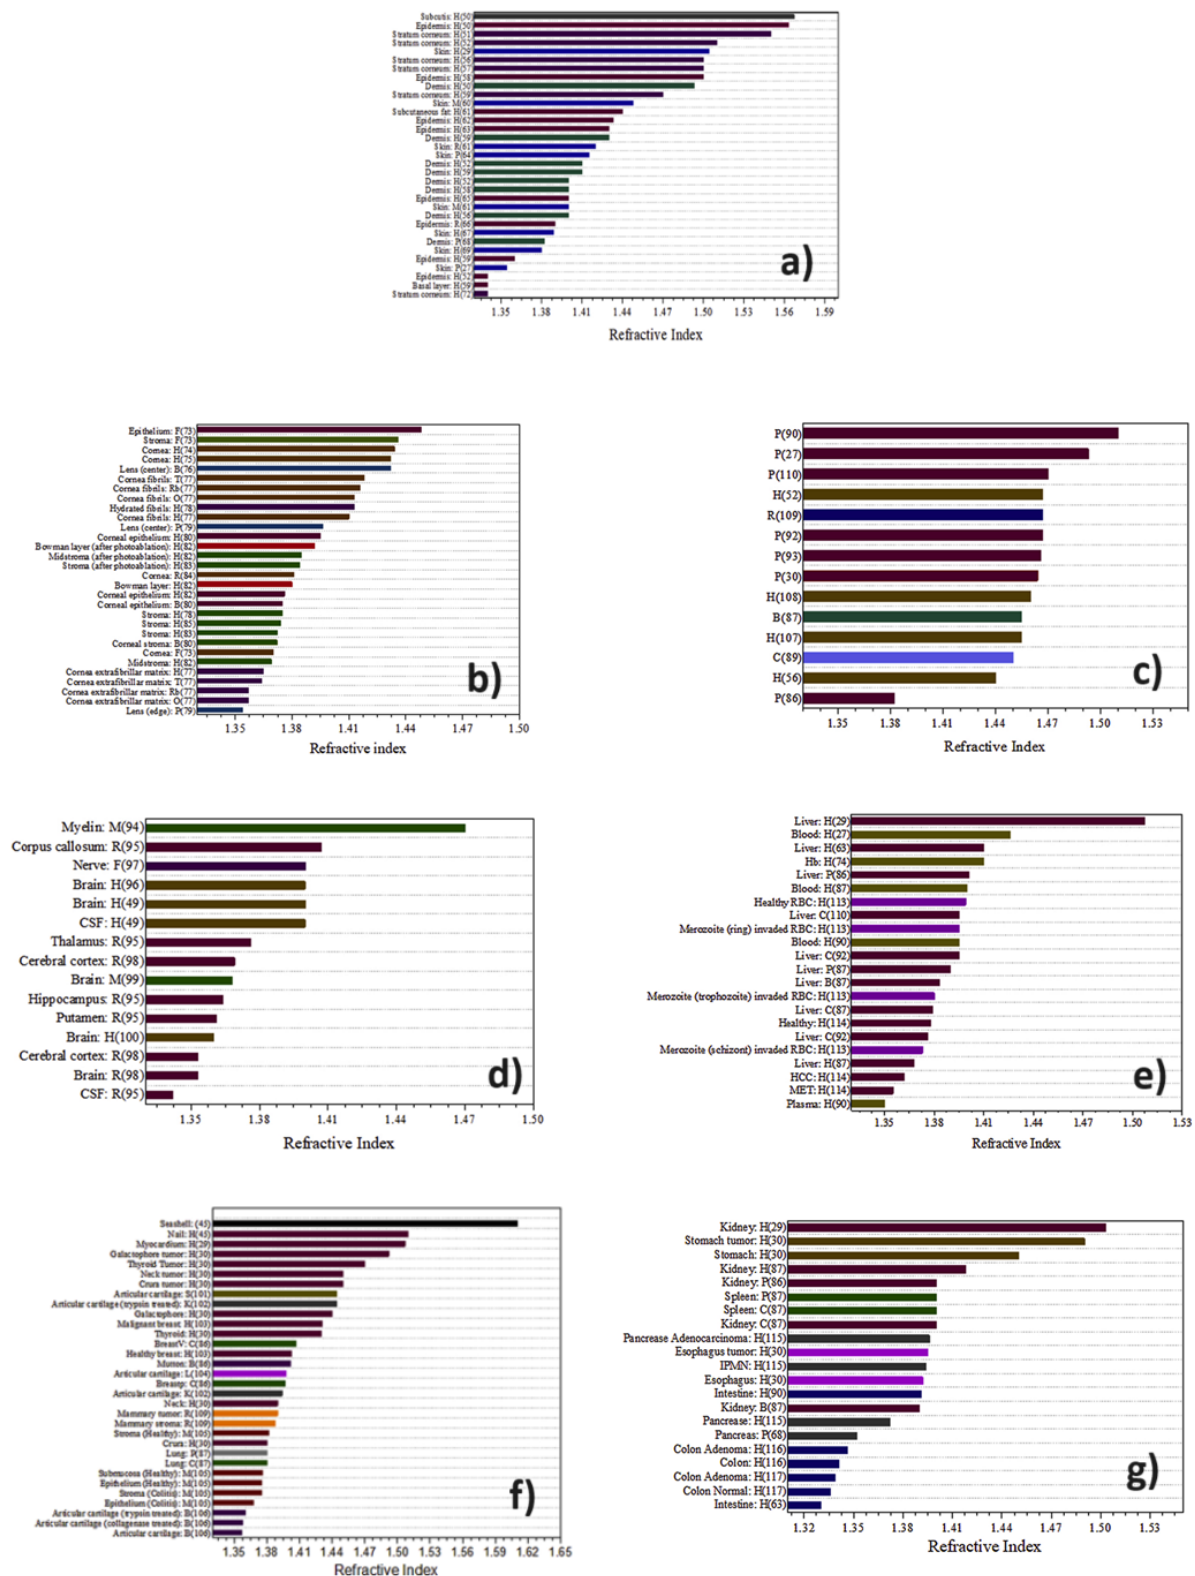 Subcutis: H(50)
Epidermis: H(50)
Stratum corneum: H(51)
Stratum corneum: H(52)
Skin: H(29)
Stratum corneum: H(56)
Stratum corneum: H(57)
Epidermis: H(58)
Dermis: H(50)
Stratum corneum: H(59)
Skin: M(60)
Subcutaneous fat: H(61)
Epidermis: H(62)
Epidermis: H(63)
Dermis: H(59)
Skin: R(61)
Skin: P(64)
Dermis: H(52)
Dermis: H(59)
Dermis: H(52)
Dermis: H(58)
Epidermis: H(65)
Skin: M(61)
Dermis: H(56)
Epidermis: R(66)
Skin: H(67)
Dermis: P(68)
Skin: H(69)
Epidermis: H(59)
Skin: P(27)
Epidermis: H(52)
Basal layer: H(59)
Stratum corneum: H(72)
a)
1.35 1.38 1.41 1.44 1.47 1.50 1.53 1.56 1.59
Refractive Index
Epithelium: F(73)
Stroma: F(73)
Cornea: H(74)
Cornea: H(75)
Lens (center): B(76)
Cornea fibrils: T(77)
Cornea fibrils: Rb(77)
Cornea fibrils: O(77)
Hydrated fibrils: H(78)
Cornea fibrils: H(77)
Lens (center): P(79)
Corneal epithelium: H(80)
Bowman layer (after photoablation): H(82)
Midstroma (after photoablation): H(82)
Stroma (after photoablation): H(83)
Cornea: R(84)
Bowman layer: H(82)
Corneal epithelium: H(82)
Corneal epithelium: B(80)
Stroma: H(78)
Stroma: H(85)
Stroma: H(83)
Corneal stroma: B(80)
Cornea: F(73)
Midstroma: H(82)
Cornea extrafibrillar matrix: H(77)
Cornea extrafibrillar matrix: T(77)
Cornea extrafibrillar matrix: Rb(77)
Cornea extrafibrillar matrix: O(77)
Lens (edge): P(79)
b)
1.35 1.38 1.41 1.44 1.47 1.50
Refractive index
P(90)
P(27)
P(110)
H(52)
R(109)
P(92)
P(93)
P(30)
H(108)
B(87)
H(107)
C(89)
H(56)
P(86)
c)
1.35 1.38 1.41 1.44 1.47 1.50 1.53
Refractive Index
Myelin: M(94)
Corpus callosum: R(95)
Nerve: F(97)
Brain: H(96)
Brain: H(49)
CSF: H(49)
Thalamus: R(95)
Cerebral cortex: R(98)
Brain: M(99)
Hippocampus: R(95)
Putamen: R(95)
Brain: H(100)
Cerebral cortex: R(98)
Brain: R(98)
CSF: R(95)
d)
1.35 1.38 1.41 1.44 1.47 1.50
Refractive Index
Liver: H(29)
Blood: H(27)
Liver: H(63)
Hb: H(74)
Liver: P(86)
Blood: H(87)
Healthy RBC: H(113)
Liver: C(110)
Merozoite (ring) invaded RBC: H(113)
Blood: H(90)
Liver: C(92)
Liver: P(87)
Liver: B(87)
Merozoite (trophozoite) invaded RBC: H(113)
Liver: C(87)
Healthy: H(114)
Liver: C(92)
Merozoite (schizont) invaded RBC: H(113)
Liver: H(87)
HCC: H(114)
MET: H(114)
Plasma: H(90)
e)
1.35 1.38 1.41 1.44 1.47 1.50 1.53
Refractive Index
Seashell: (45)
Nail: H(45)
Myocardium: H(29)
Galactophore tumor: H(30)
Thyroid Tumor: H(30)
Neck tumor: H(30)
Crura tumor: H(30)
Articular cartilage: S(101)
Articular cartilage (trypsin treated): K(102)
Galactophore: H(30)
Malignant breast: H(103)
Thyroid: H(30)
BreastV: C(86)
Healthy breast: H(103)
B(86)
Articular cartilage: L(104)
Breastp: C(86)
Articular cartilage: K(102)
Neck: H(30)
Mammary tumor: R(109)
Mammary stroma: R(109)
Stroma (Healthy): M(105)
Crura: H(30)
Lung: P(87)
Lung: C(87)
Submucosa (Healthy): M(105)
Epithelium (Healthy): M(105)
Stroma (Colitis): M(105)
Epithelium (Colitis): M(105)
Articular cartilage (trypsin treated): B(106)
Articular cartilage (collagenase treated): B(106)
Articular cartilage: B(106)
f)
1.35 1.38 1.41 1.44 1.47 1.50 1.53 1.56 1.59 1.62 1.65
Refractive Index
Kidney: H(29)
Stomach tumor: H(30)
Stomach: H(30)
Kidney: H(87)
Kidney: P(86)
Spleen: P(87)
Spleen: C(87)
Kidney: C(87)
Pancrease Adenocarcinoma: H(115)
Esophagus tumor: H(30)
IPMN: H(115)
Esophagus: H(30)
Intestine: H(90)
Kidney: B(87)
Pancrease: H(115)
Pancreas: P(68)
Colon Adenoma: H(116)
Colon: H(116)
Colon Adenoma: H(117)
Colon Normal: H(117)
Intestine: H(63)
g)
1.32 1.35 1.38 1.41 1.44 1.47 1.50 1.53
Refractive Index